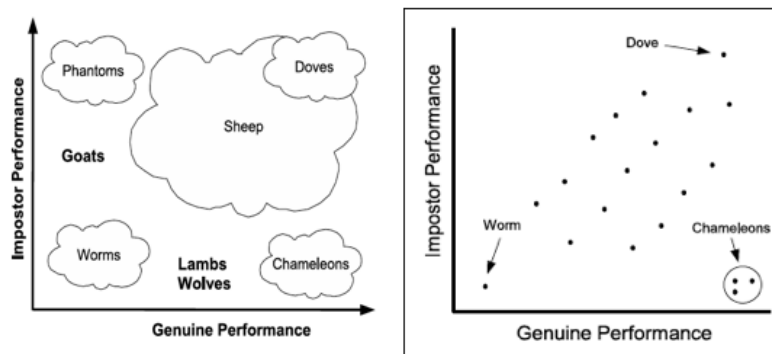 Impostor Performance
Phantoms
Doves
Sheep
Goats
Worms
Lambs
Wolves
Chameleons
Genuine Performance
Impostor Performance
Dove
Worm
Chameleons
Genuine Performance